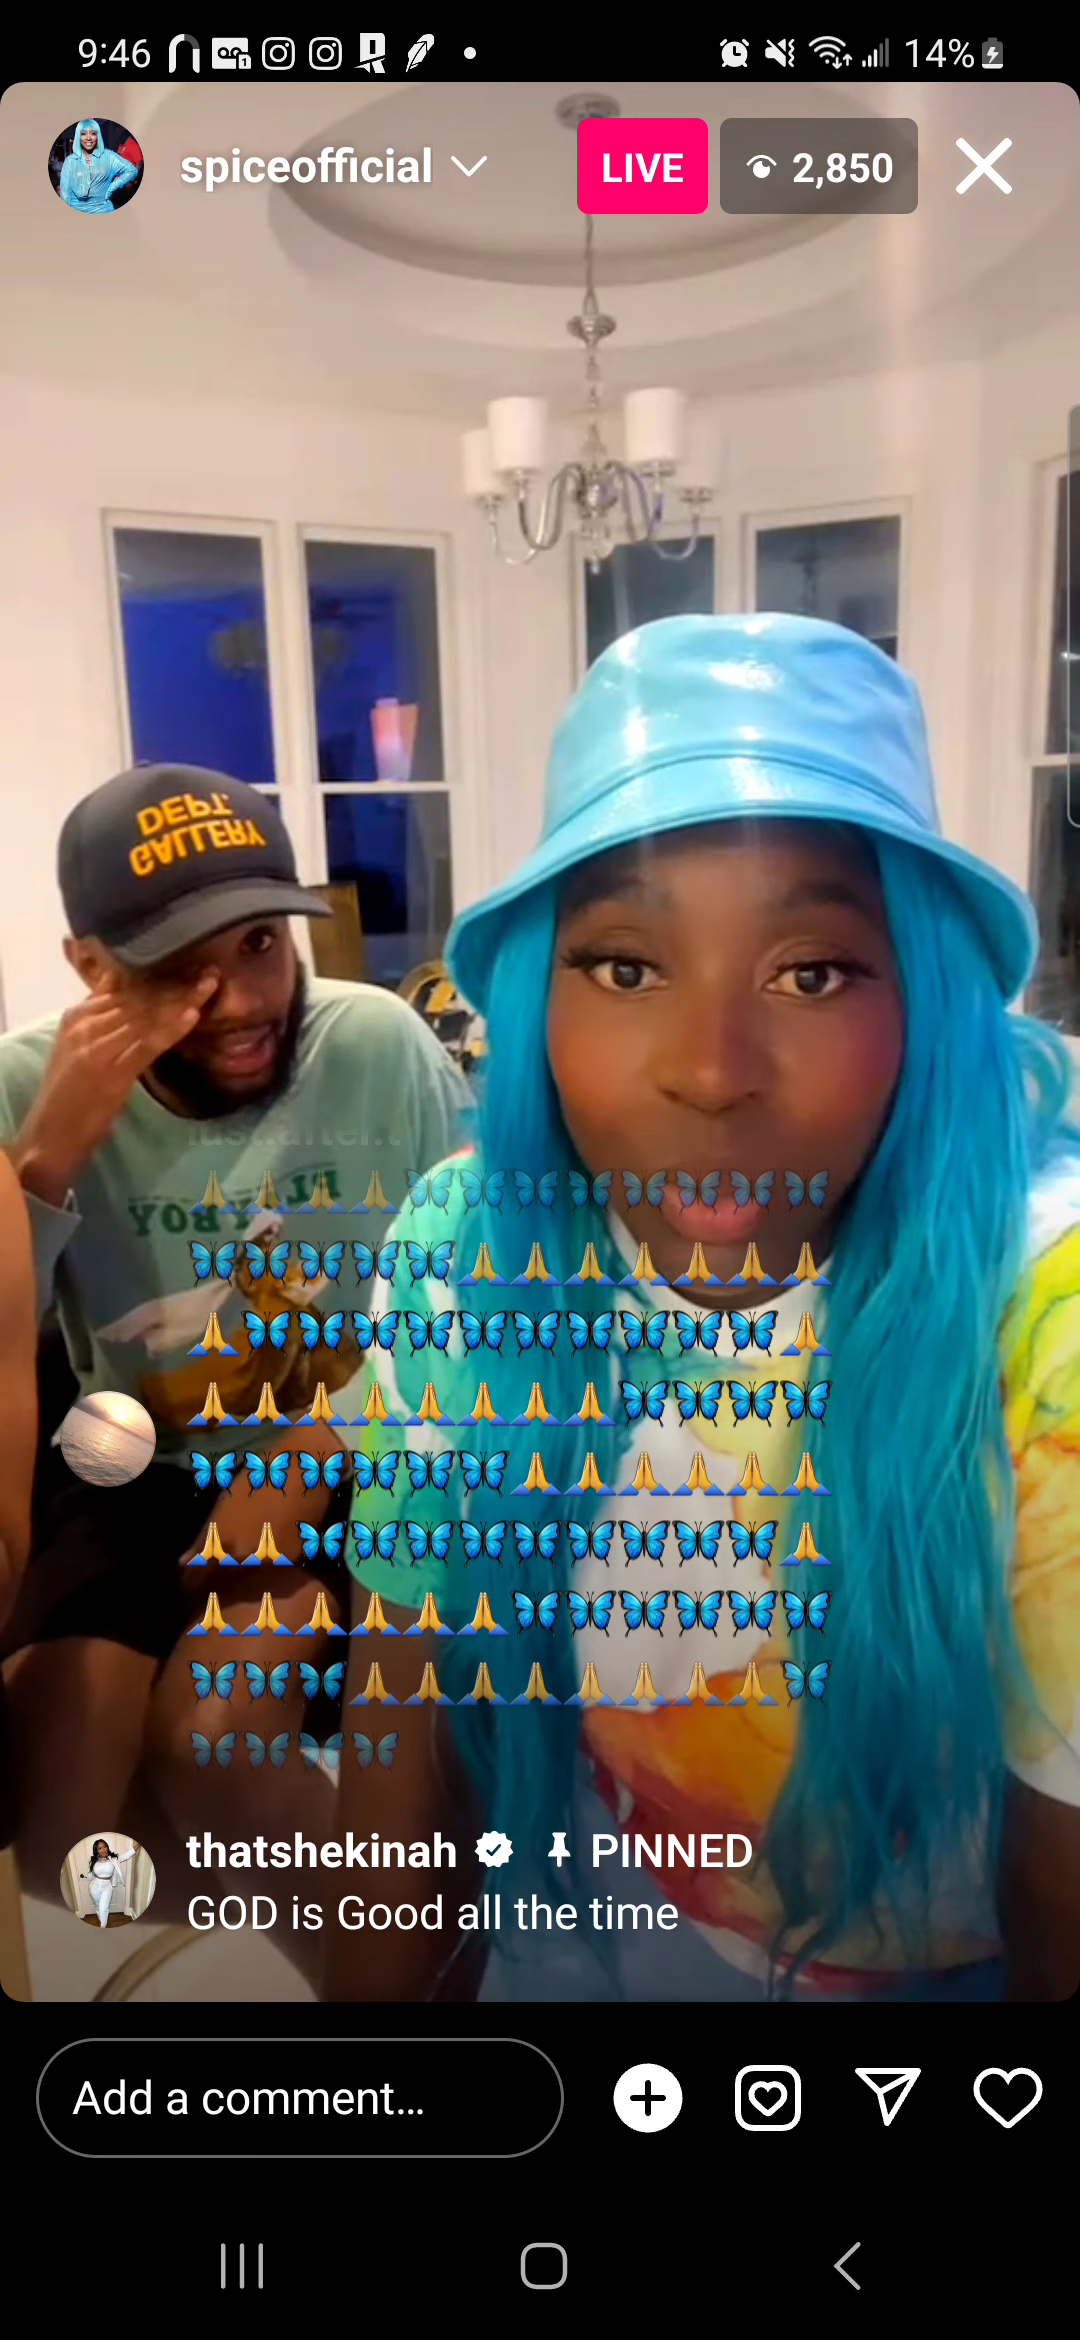 9:46
14%
spiceofficial
LIVE
2,850
DEPT.
GALLERY
🙏🙏🙏🙏🦋🦋🦋🦋🦋🦋🦋🦋
🦋🦋🦋🦋🦋🙏🙏🙏🙏🙏🙏🙏
🙏🦋🦋🦋🦋🦋🦋🦋🦋🦋🦋🙏
🙏🙏🙏🙏🙏🙏🙏🙏🦋🦋🦋🦋
🦋🦋🦋🦋🦋🦋🙏🙏🙏🙏🙏🙏
🙏🙏🦋🦋🦋🦋🦋🦋🦋🦋🦋🙏
🙏🙏🙏🙏🙏🙏🦋🦋🦋🦋🦋🦋
🦋🦋🦋🙏🙏🙏🙏🙏🙏🙏🙏🦋
🦋🦋🦋🦋
thatshekinah PINNED
GOD is Good all the time
Add a comment...